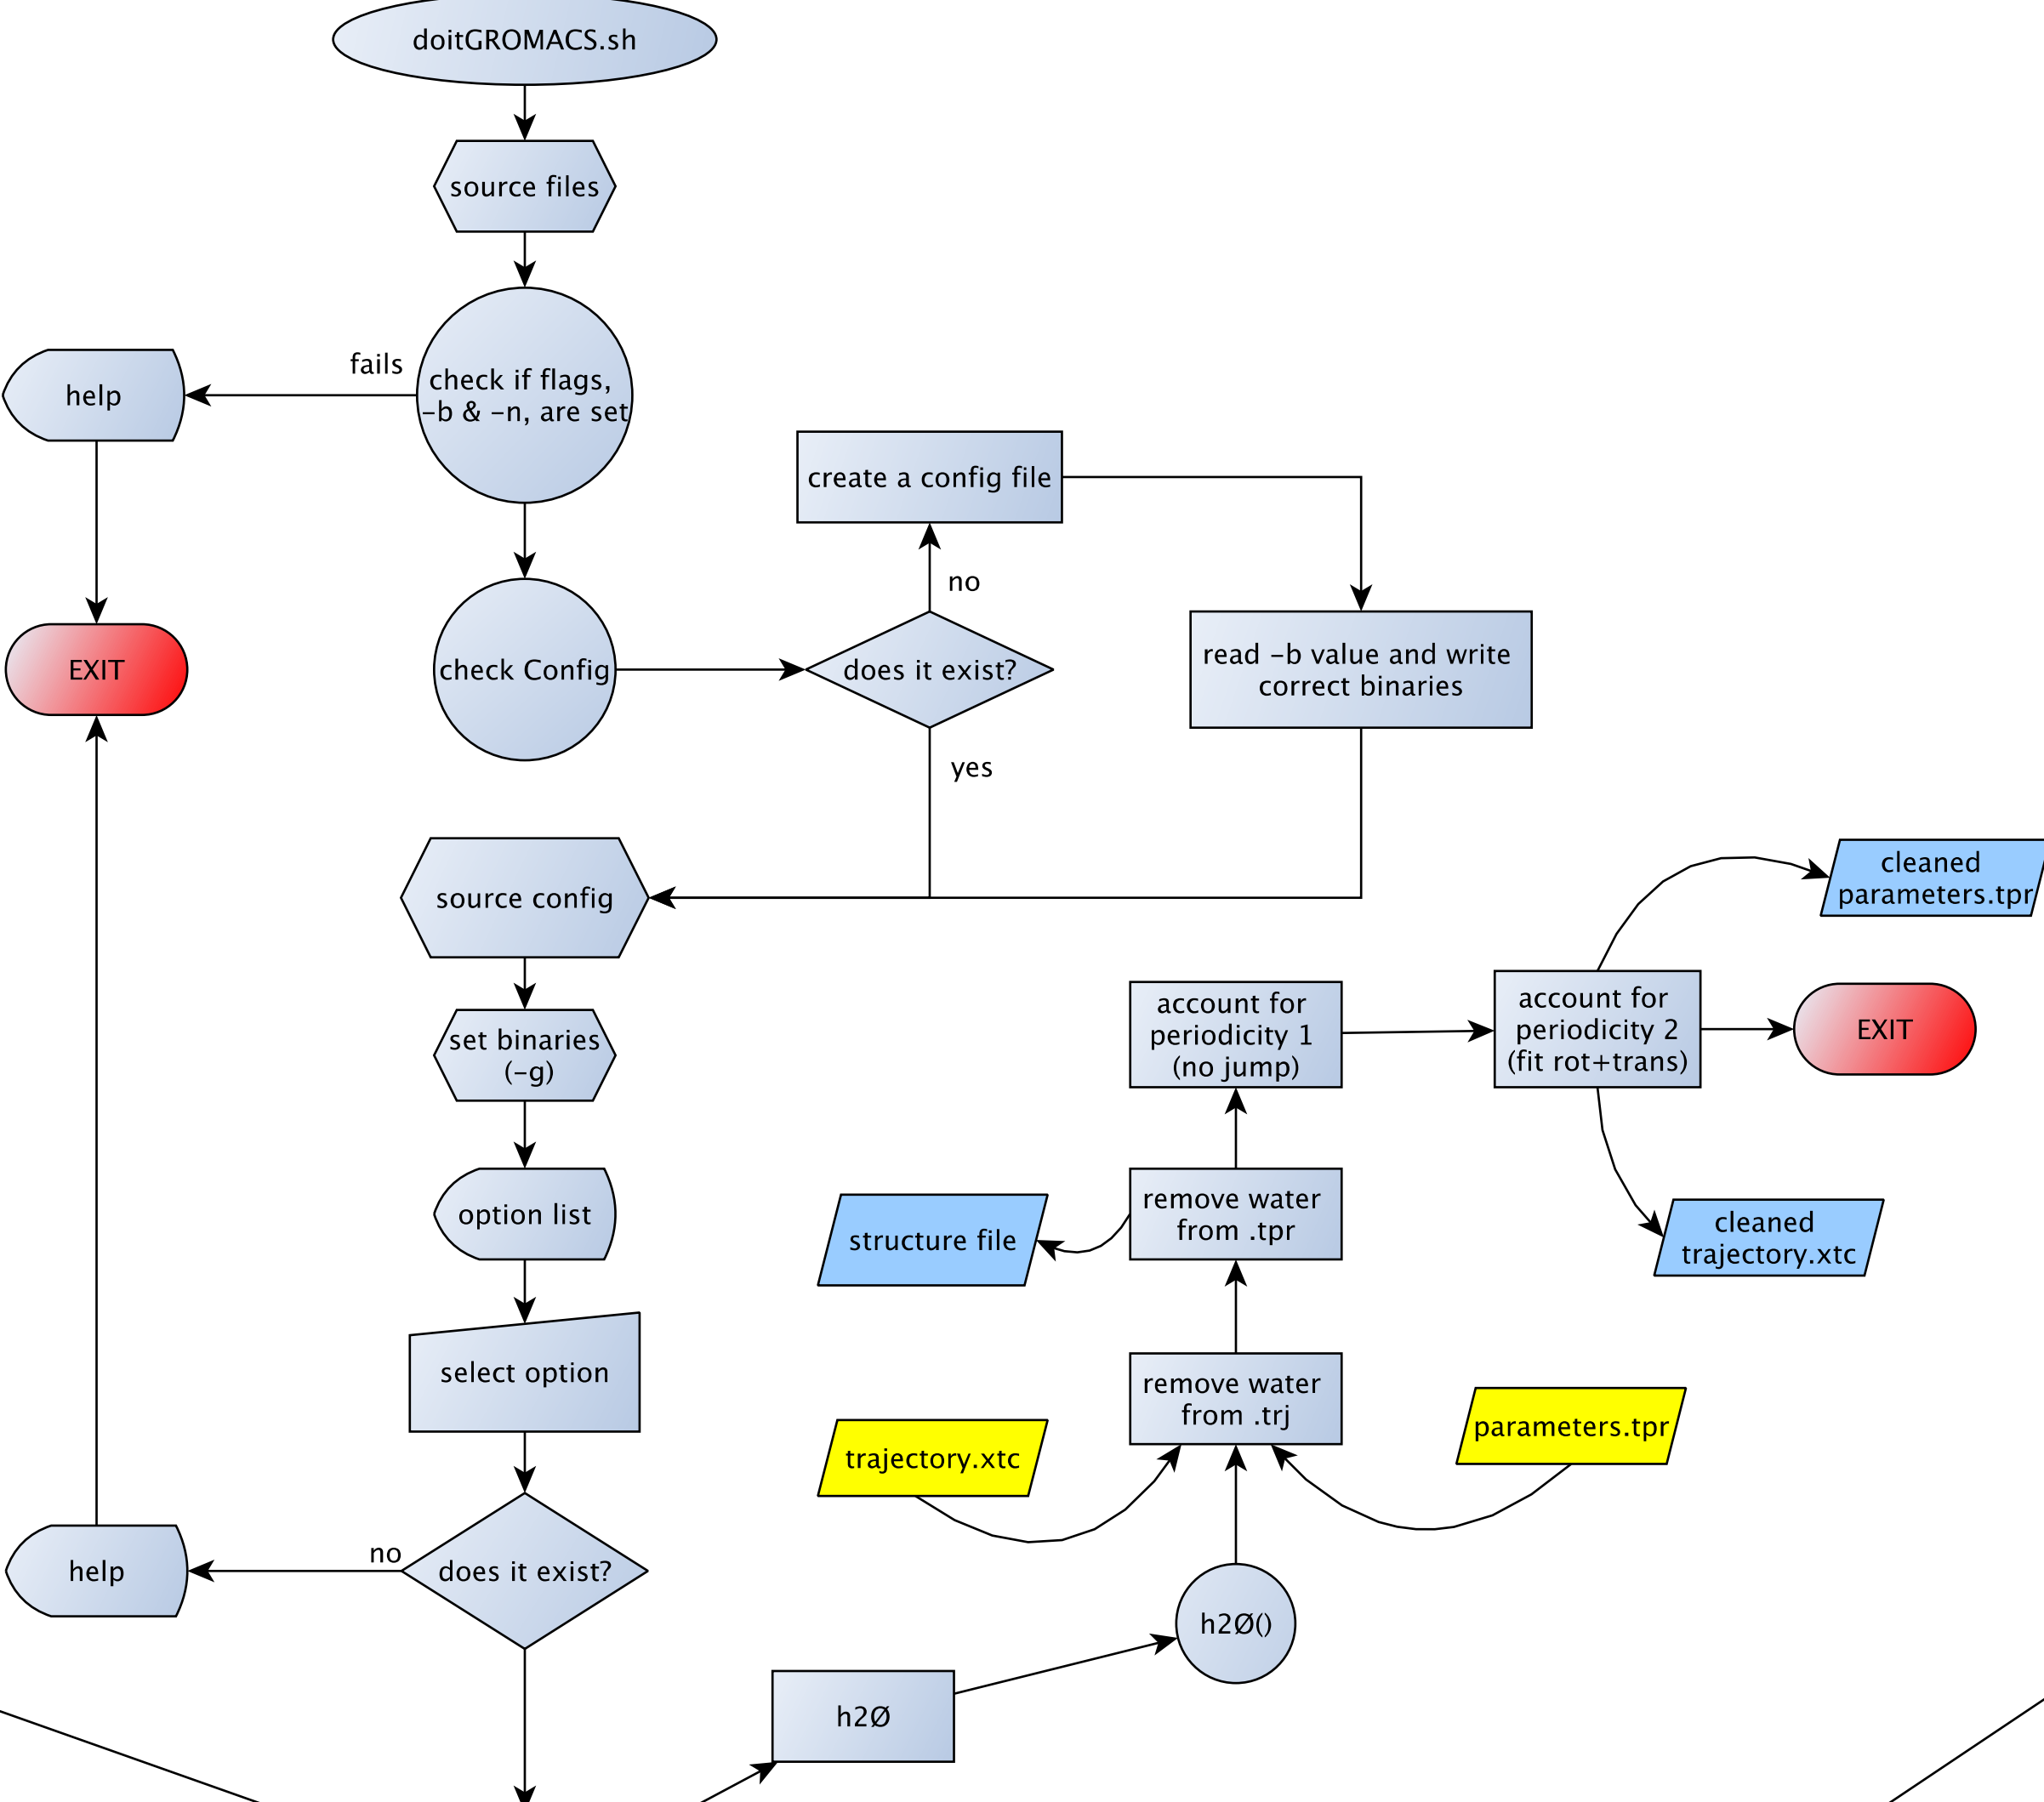 doitGROMACS.sh
source files
fails
check if flags,
-b & -n, are set
help
create a config file
no
EXIT
check Config
does it exist?
read -b value and write
correct binaries
yes
source config
cleaned
parameters.tpr
set binaries
(-g)
account for
periodicity 1
(no jump)
account for
periodicity 2
(fit rot+trans)
EXIT
option list
structure file
remove water
from .tpr
cleaned
trajectory.xtc
select option
remove water
from .trj
trajectory.xtc
parameters.tpr
no
help
does it exist?
h2Ø()
h2Ø